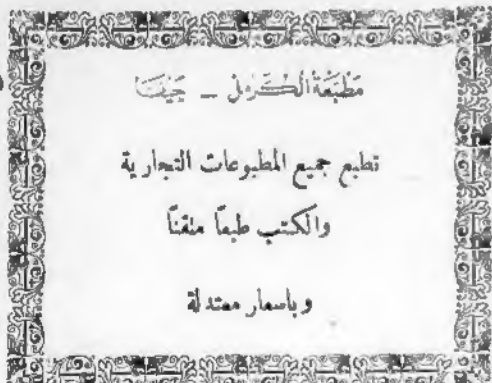 مطبعة الكرمل _ حيفا
تطبع جميع المطبوعات التجارية
والكتب طبعاً متقناً
وباسعار معتدلة